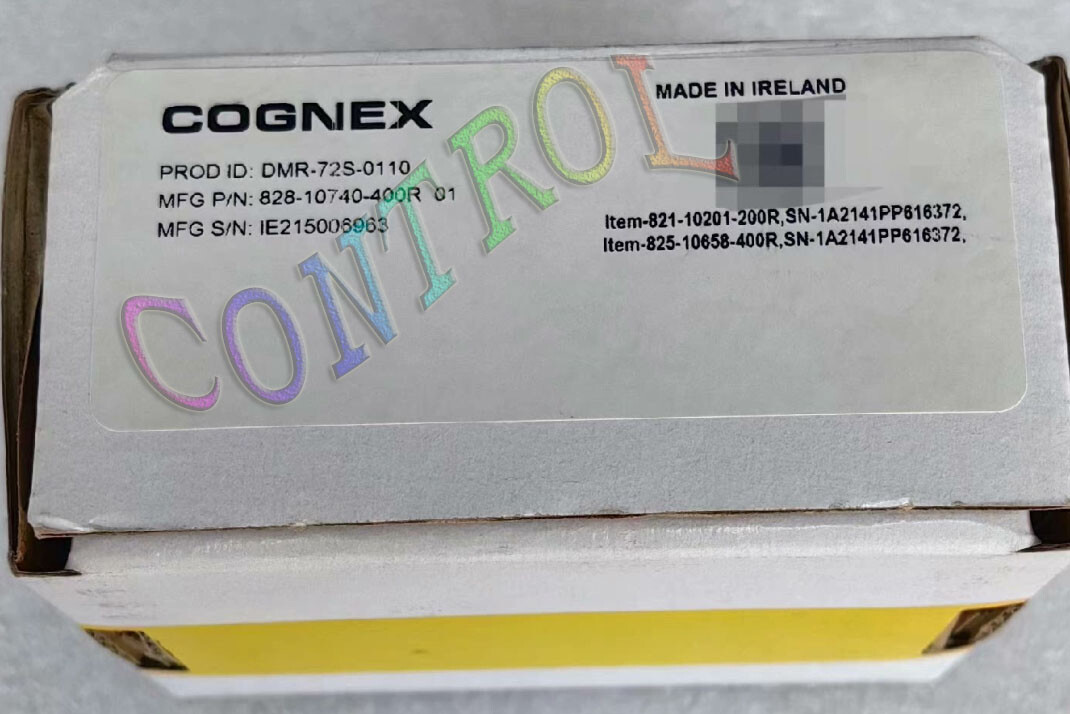 COGNEX
PROD ID: DMR-72S-0110
MFG P/N: 828-10740-400R 01
MFG S/N: IE215006963
MADE IN IRELAND
Item-821-10201-200R,SN-1A2141PP616372,
Item-825-10658-400R,SN-1A2141PP616372,
CONTROL